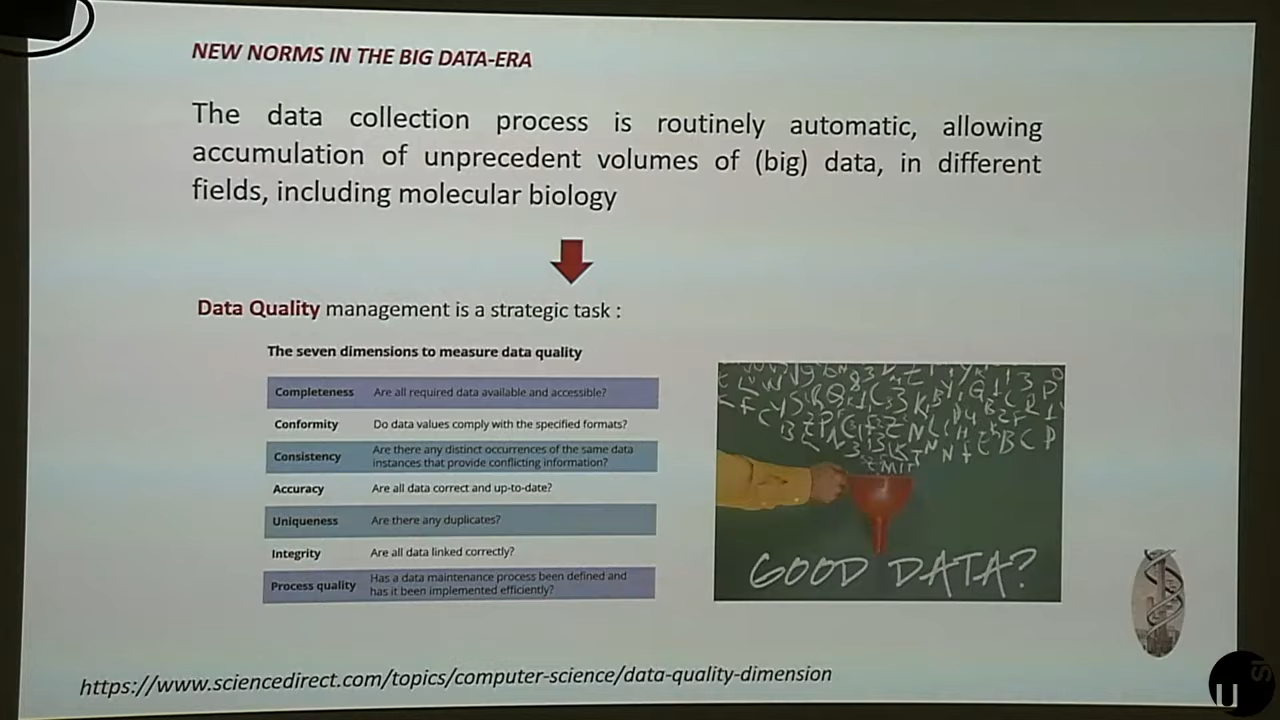 NEW NORMS IN THE BIG DATA-ERA
The data collection process is routinely automatic, allowing
accumulation of unprecedent volumes of (big) data, in different
fields, including molecular biology
Data Quality management is a strategic task :
The seven dimensions to measure data quality
Completeness Are all required data available and accessible?
Conformity Do data values comply with the specified formats?
Consistency Are there any distinct occurrences of the same data
instances that provide conflicting information?
Accuracy Are all data correct and up-to-date?
Uniqueness Are there any duplicates?
Integrity Are all data linked correctly?
Process quality Has a data maintenance process been defined and
has it been implemented efficiently?
GOOD DATA?
https://www.sciencedirect.com/topics/computer-science/data-quality-dimension
U
SI